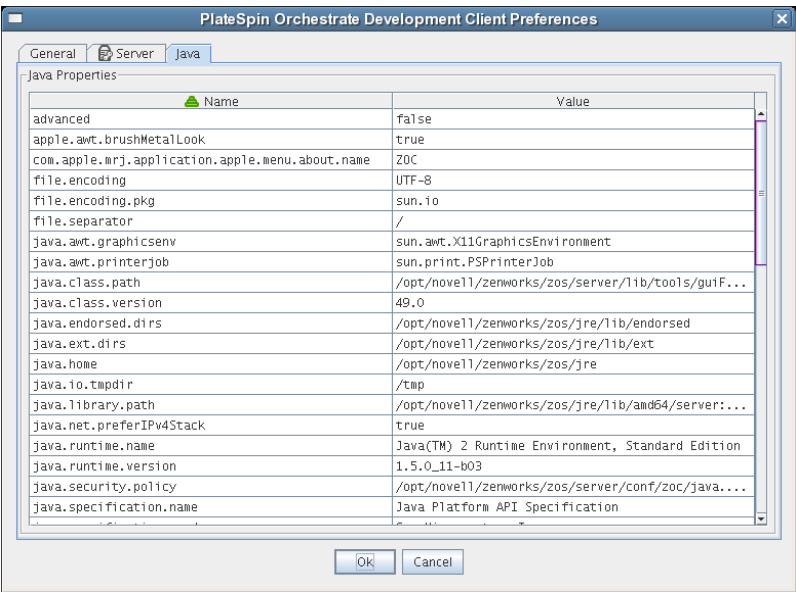 PlateSpin Orchestrate Development Client Preferences
General Server Java
Java Properties
Name Value
advanced false
apple.awt.brushMetalLook true
com.apple.mrj.application.apple.menu.about.name ZOC
file.encoding UTF-8
file.encoding.pkg sun.io
file.separator /
java.awt.graphicsenv sun.awt.X11GraphicsEnvironment
java.awt.printerjob sun.print.PSPrinterJob
java.class.path /opt/novell/zenworks/zos/server/lib/tools/guiF...
java.class.version 49.0
java.endorsed.dirs /opt/novell/zenworks/zos/jre/lib/endorsed
java.ext.dirs /opt/novell/zenworks/zos/jre/lib/ext
java.home /opt/novell/zenworks/zos/jre
java.io.tmpdir /tmp
java.library.path /opt/novell/zenworks/zos/jre/lib/amd64/server:...
java.net.preferIPv4Stack true
java.runtime.name Java(TM) 2 Runtime Environment, Standard Edition
java.runtime.version 1.5.0_11-b03
java.security.policy /opt/novell/zenworks/zos/server/conf/zoc/java....
java.specification.name Java Platform API Specification
Ok Cancel